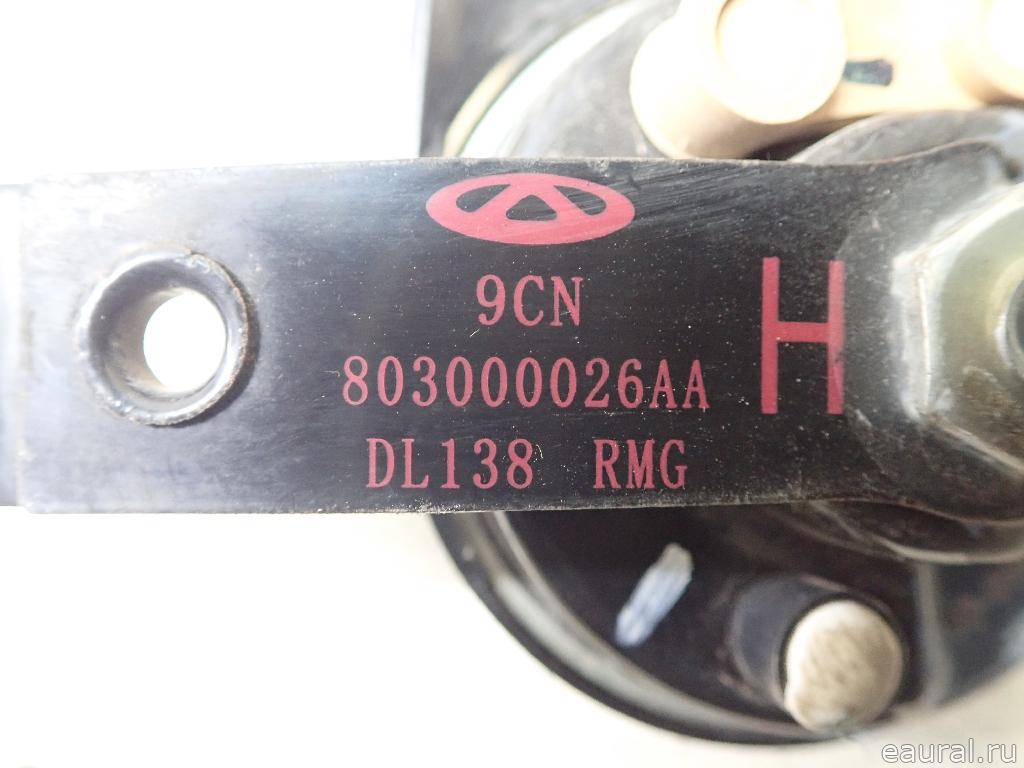 9CN
H
803000026AA
DL138 RMG
eaural.ru